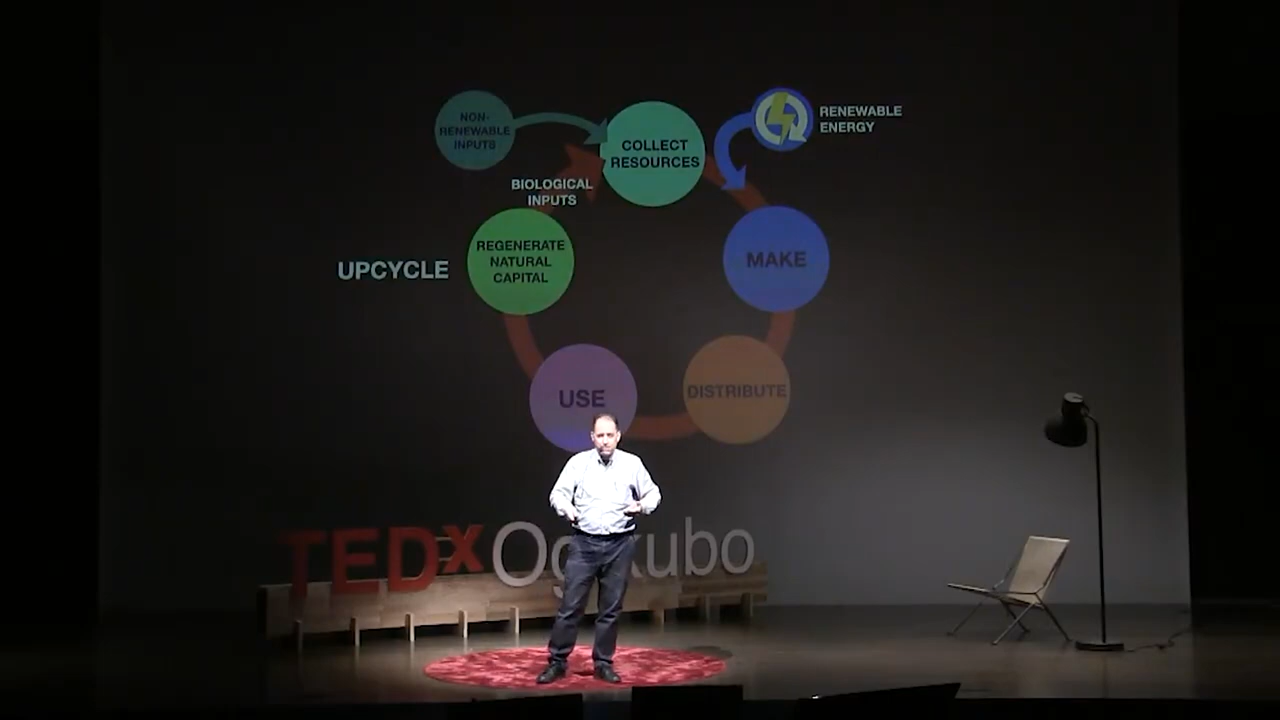 NON-
RENEWABLE
INPUTS
COLLECT
RESOURCES
RENEWABLE
ENERGY
BIOLOGICAL
INPUTS
REGENERATE
NATURAL
CAPITAL
UPCYCLE
MAKE
USE
DISTRIBUTE
TEDx